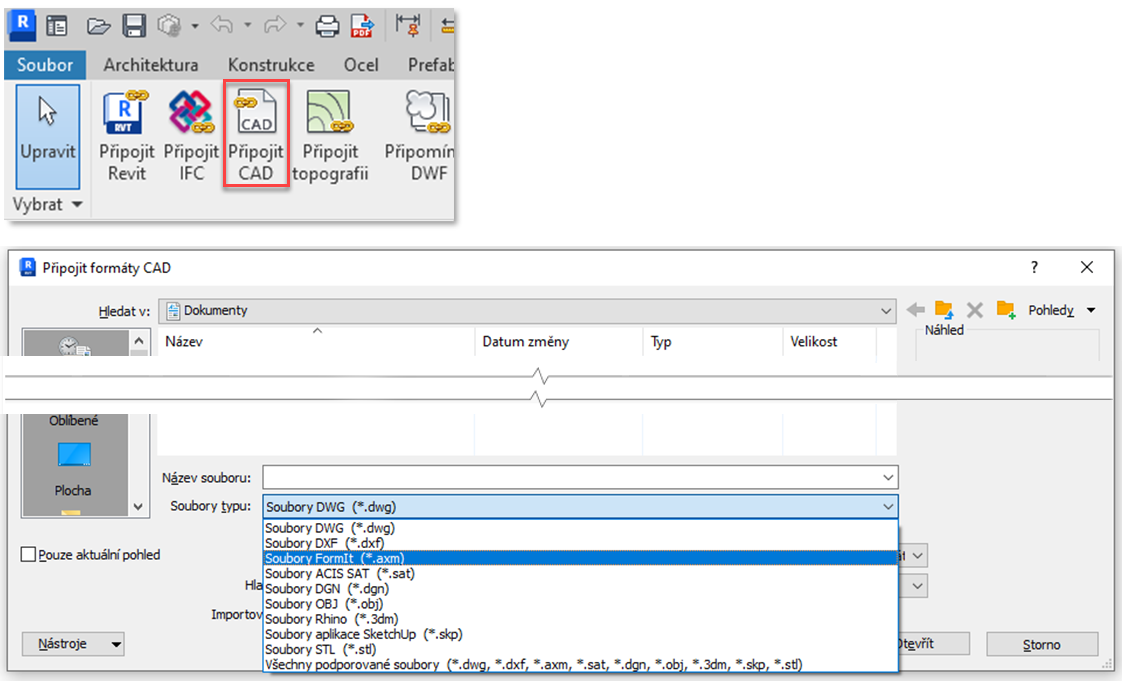 R
PDF
Soubor Architektura Konstrukce Ocel Prefab
R RVT CAD
Upravit Připojit Připojit Připojit Připojit Připomín
Revit IFC CAD topografii DWF
Vybrat
R Připojit formáty CAD ?
Hledat v: Dokumenty Pohledy
Název Datum změny Typ Velikost Náhled
Oblíbené
Plocha
Název souboru:
Soubory typu: Soubory DWG (*.dwg)
Soubory DWG (*.dwg)
Soubory DXF (*.dxf)
Soubory FormIt (*.axm)
Soubory ACIS SAT (*.sat)
Soubory DGN (*.dgn)
Soubory OBJ (*.obj)
Soubory Rhino (*.3dm)
Soubory aplikace SketchUp (*.skp)
Soubory STL (*.stl)
Všechny podporované soubory (*.dwg, *.dxf, *.axm, *.sat, *.dgn, *.obj, *.3dm, *.skp, *.stl)
Pouze aktuální pohled
Hla
Importov
Nástroje Otevřít Storno